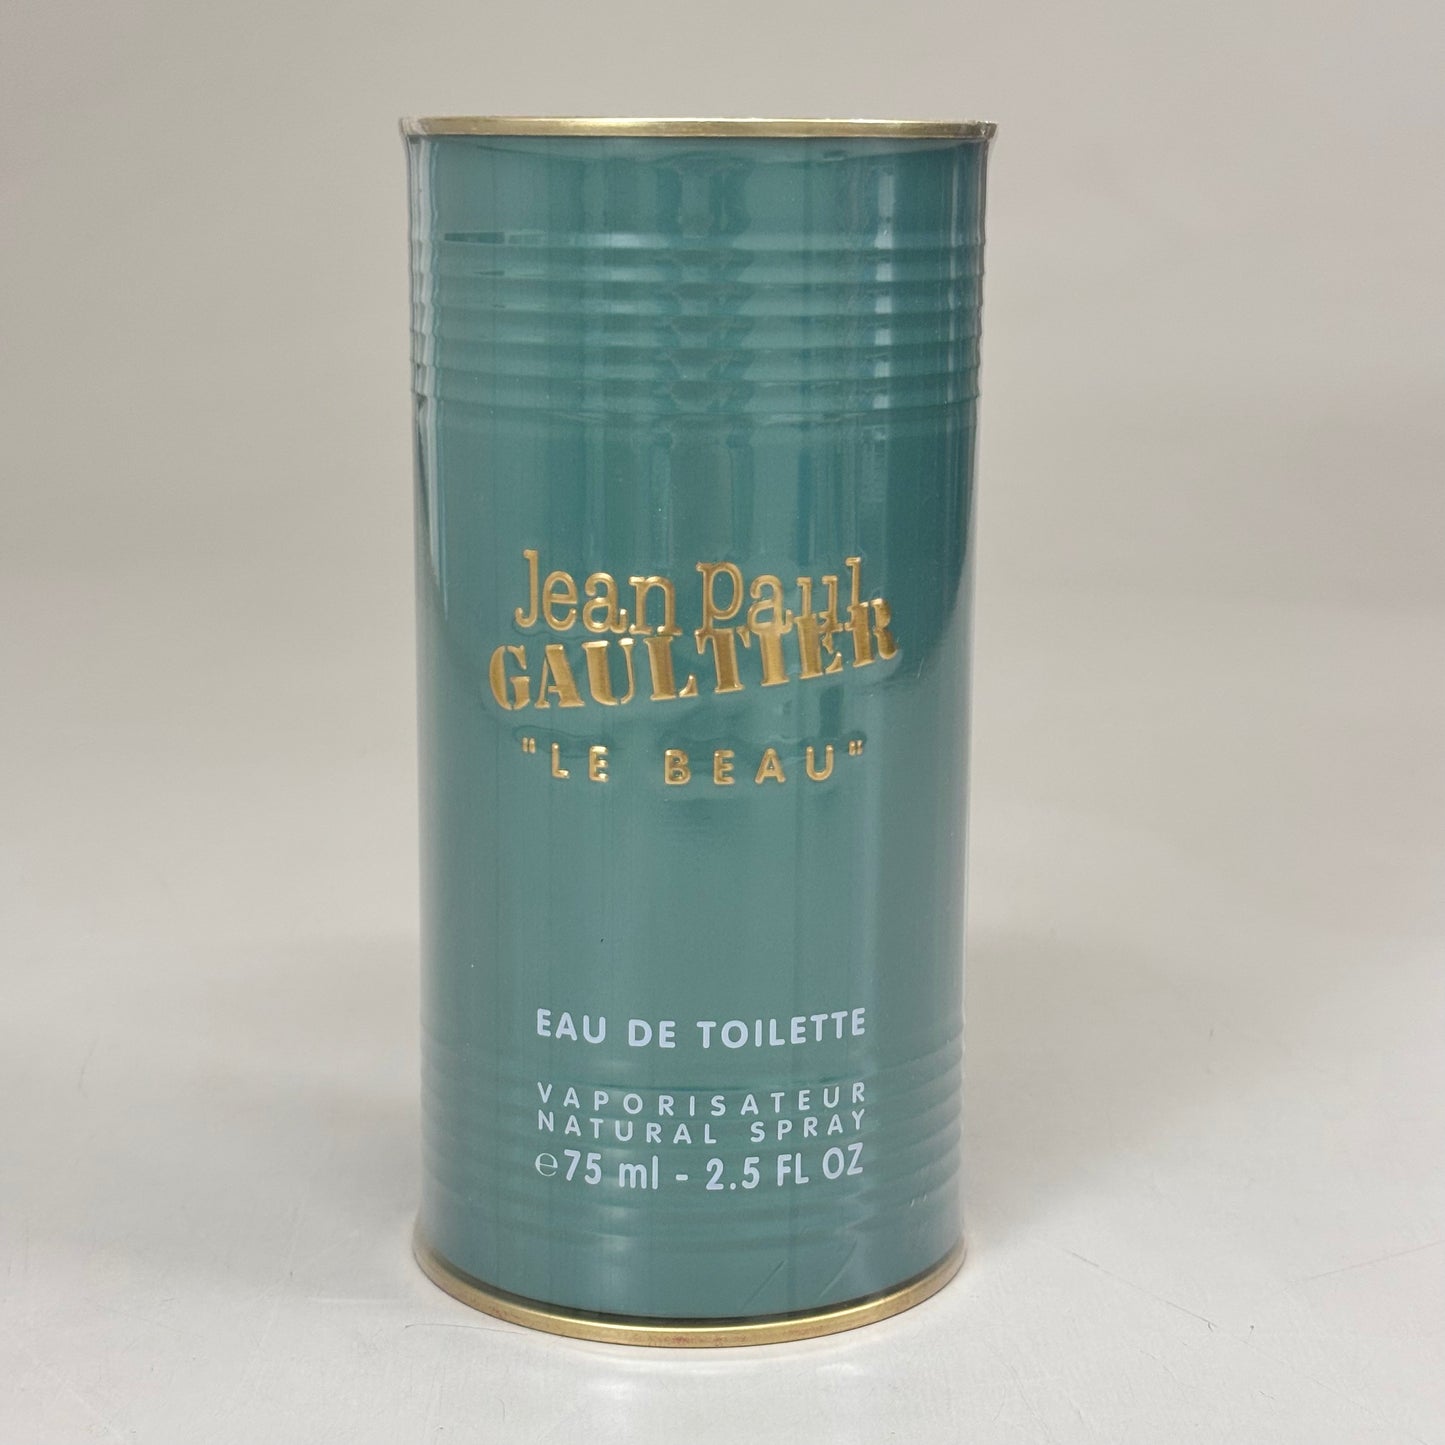 Jean Paul
GAULTIER
"LE BEAU"
EAU DE TOILETTE
VAPORISATEUR
NATURAL SPRAY
℮75 ml - 2.5 FL OZ